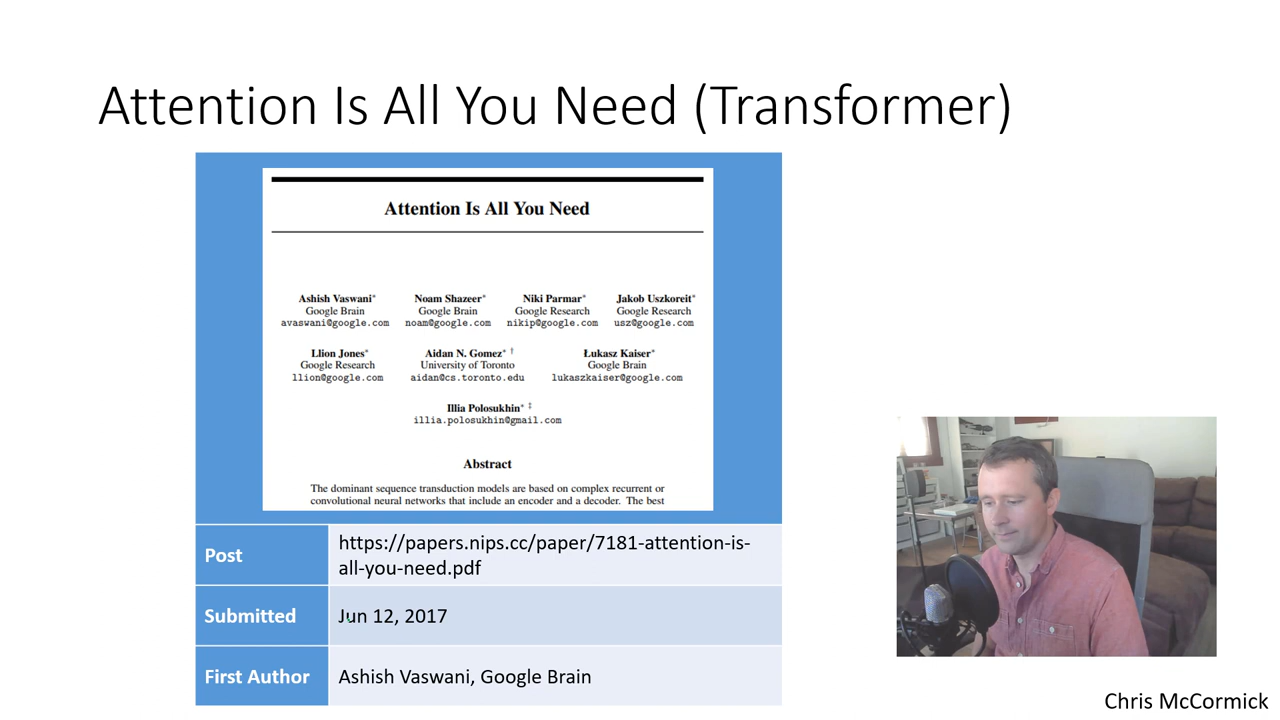 Attention Is All You Need (Transformer)
Attention Is All You Need
Ashish Vaswani* Noam Shazeer* Niki Parmar* Jakob Uszkoreit*
Google Brain Google Brain Google Research Google Research
avaswani@google.com noam@google.com nikip@google.com usz@google.com
Llion Jones* Aidan N. Gomez* † Łukasz Kaiser*
Google Research University of Toronto Google Brain
llion@google.com aidan@cs.toronto.edu lukaszkaiser@google.com
Illia Polosukhin* ‡
illia.polosukhin@gmail.com
Abstract
The dominant sequence transduction models are based on complex recurrent or
convolutional neural networks that include an encoder and a decoder. The best
Post https://papers.nips.cc/paper/7181-attention-is-
all-you-need.pdf
Submitted Jun 12, 2017
First Author Ashish Vaswani, Google Brain
Chris McCormick